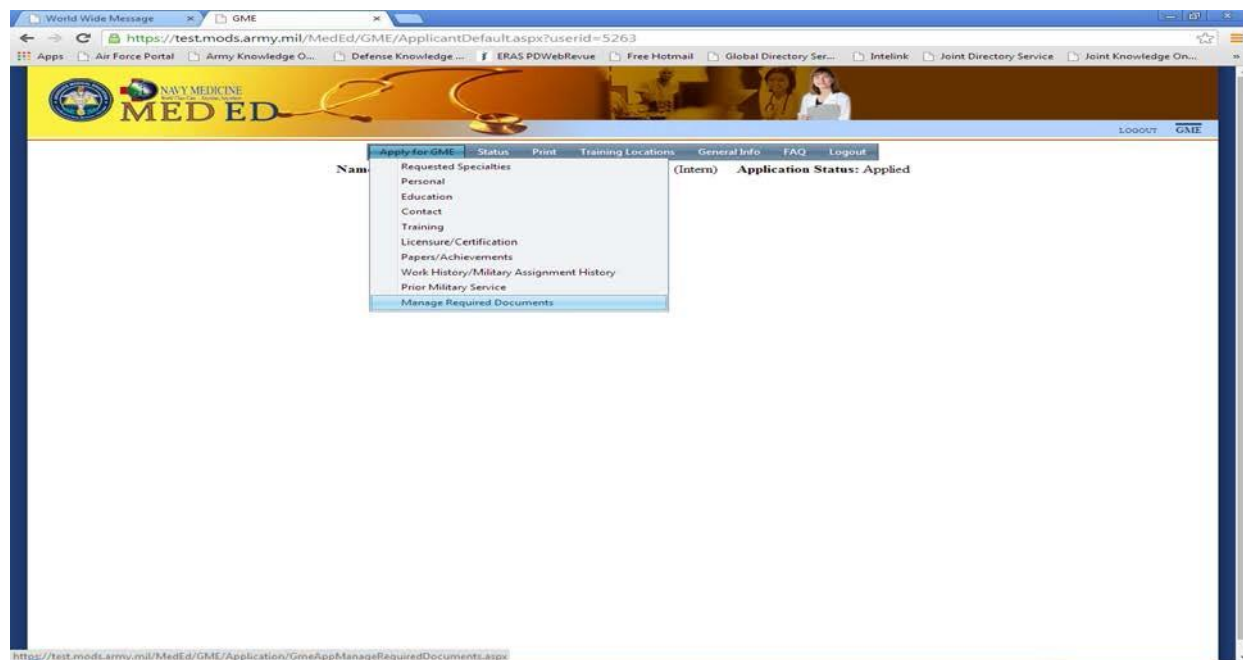 World Wide Message GME
https://test.mods.army.mil/MedEd/GME/ApplicantDefault.aspx?userid=5263
Apps Air Force Portal Army Knowledge O... Defense Knowledge ... ERAS PDWebRevue Free Hotmail Global Directory Ser... Intelink Joint Directory Service Joint Knowledge On... »
NAVY MEDICINE
MED ED
LOGOUT GME
Apply for GME Status Print Training Locations General Info FAQ Logout
Nam (Intern) Application Status: Applied
Requested Specialties
Personal
Education
Contact
Training
Licensure/Certification
Papers/Achievements
Work History/Military Assignment History
Prior Military Service
Manage Required Documents
https://test.mods.army.mil/MedEd/GME/Application/GmeAppManageRequiredDocuments.aspx